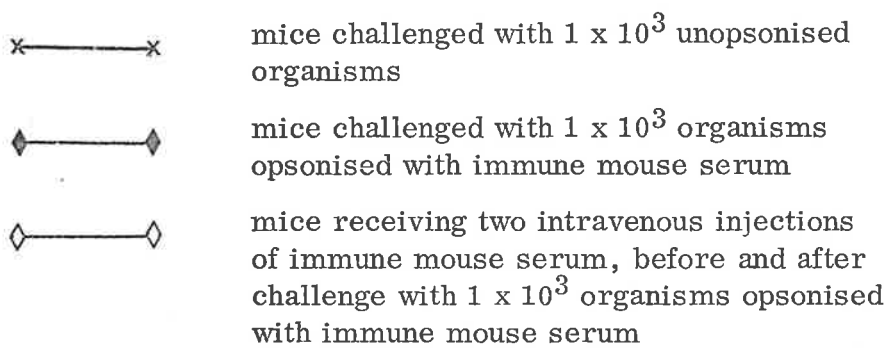 mice challenged with 1 x 10³ unopsonised
organisms
mice challenged with 1 x 10³ organisms
opsonised with immune mouse serum
mice receiving two intravenous injections
of immune mouse serum, before and after
challenge with 1 x 10³ organisms opsonised
with immune mouse serum